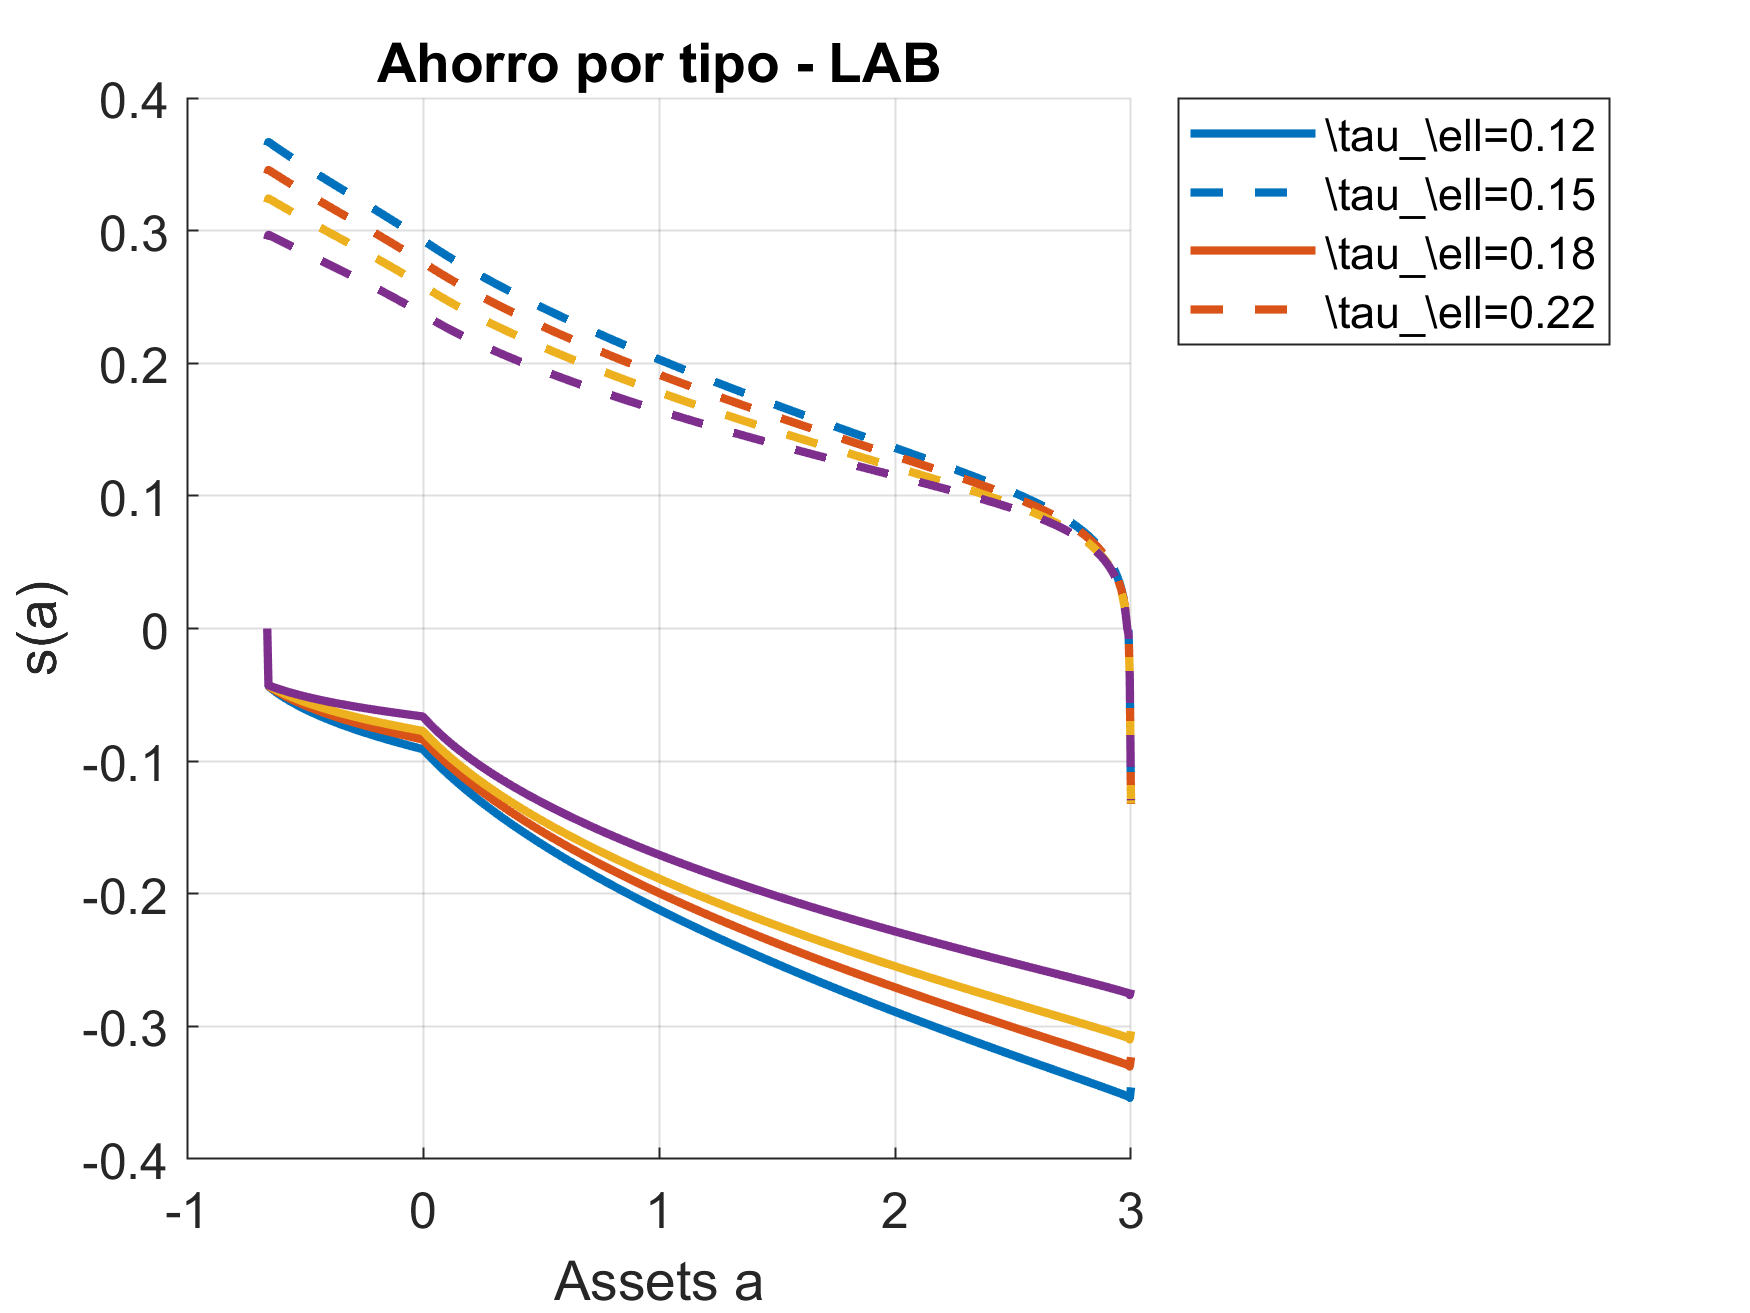 Ahorro por tipo - LAB
0.4
0.3
0.2
0.1
0
-0.1
-0.2
-0.3
-0.4
s(a)
-1 0 1 2 3
Assets a
\tau_\ell=0.12
\tau_\ell=0.15
\tau_\ell=0.18
\tau_\ell=0.22